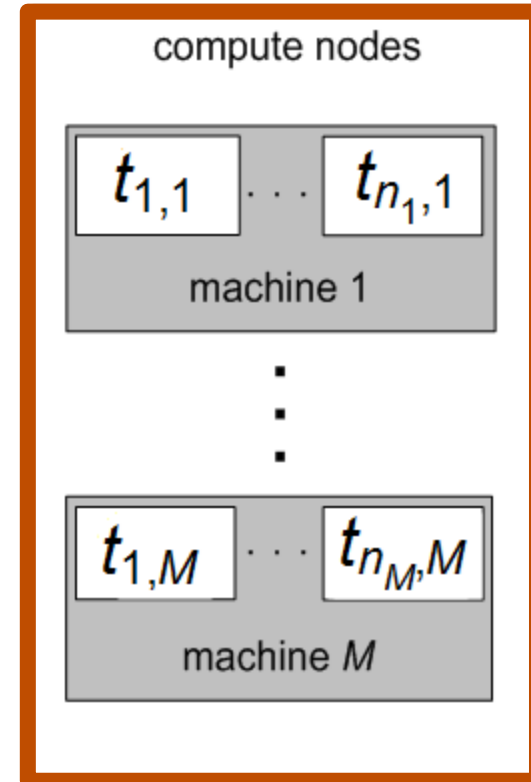 compute nodes
t₁,₁ . . . tₙ₁,₁
machine 1
.
.
.
t₁,M . . . tₙM,M
machine M